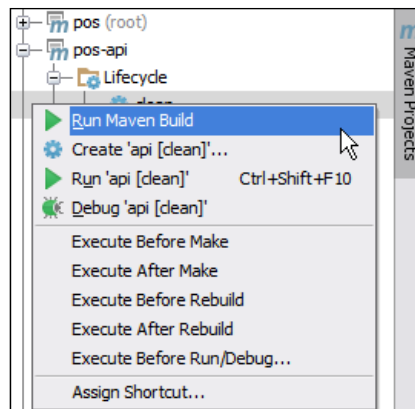 pos (root)
pos-api
Lifecycle
clean
Run Maven Build
Create 'api [clean]'...
Run 'api [clean]' Ctrl+Shift+F10
Debug 'api [clean]'
Execute Before Make
Execute After Make
Execute Before Rebuild
Execute After Rebuild
Execute Before Run/Debug...
Assign Shortcut...
Maven Projects